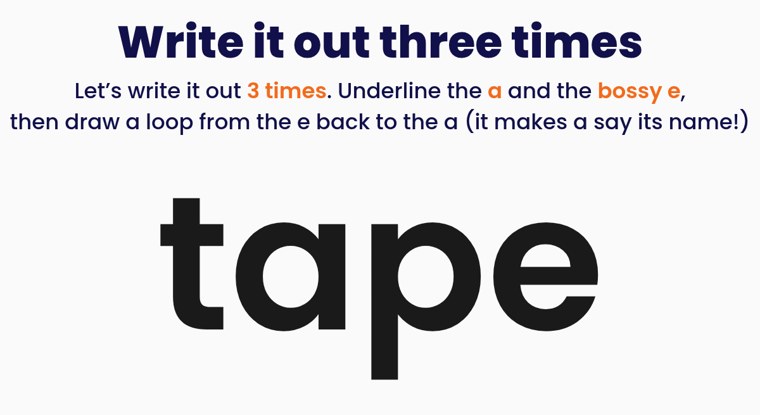 Write it out three times
Let’s write it out 3 times. Underline the a and the bossy e,
then draw a loop from the e back to the a (it makes a say its name!)
tape